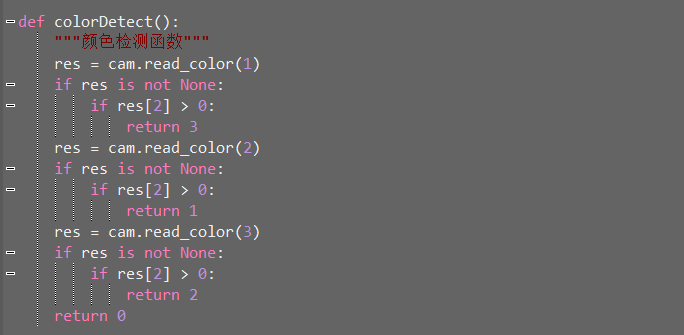 def colorDetect():
    """颜色检测函数"""
    res = cam.read_color(1)
    if res is not None:
        if res[2] > 0:
            return 3
    res = cam.read_color(2)
    if res is not None:
        if res[2] > 0:
            return 1
    res = cam.read_color(3)
    if res is not None:
        if res[2] > 0:
            return 2
    return 0